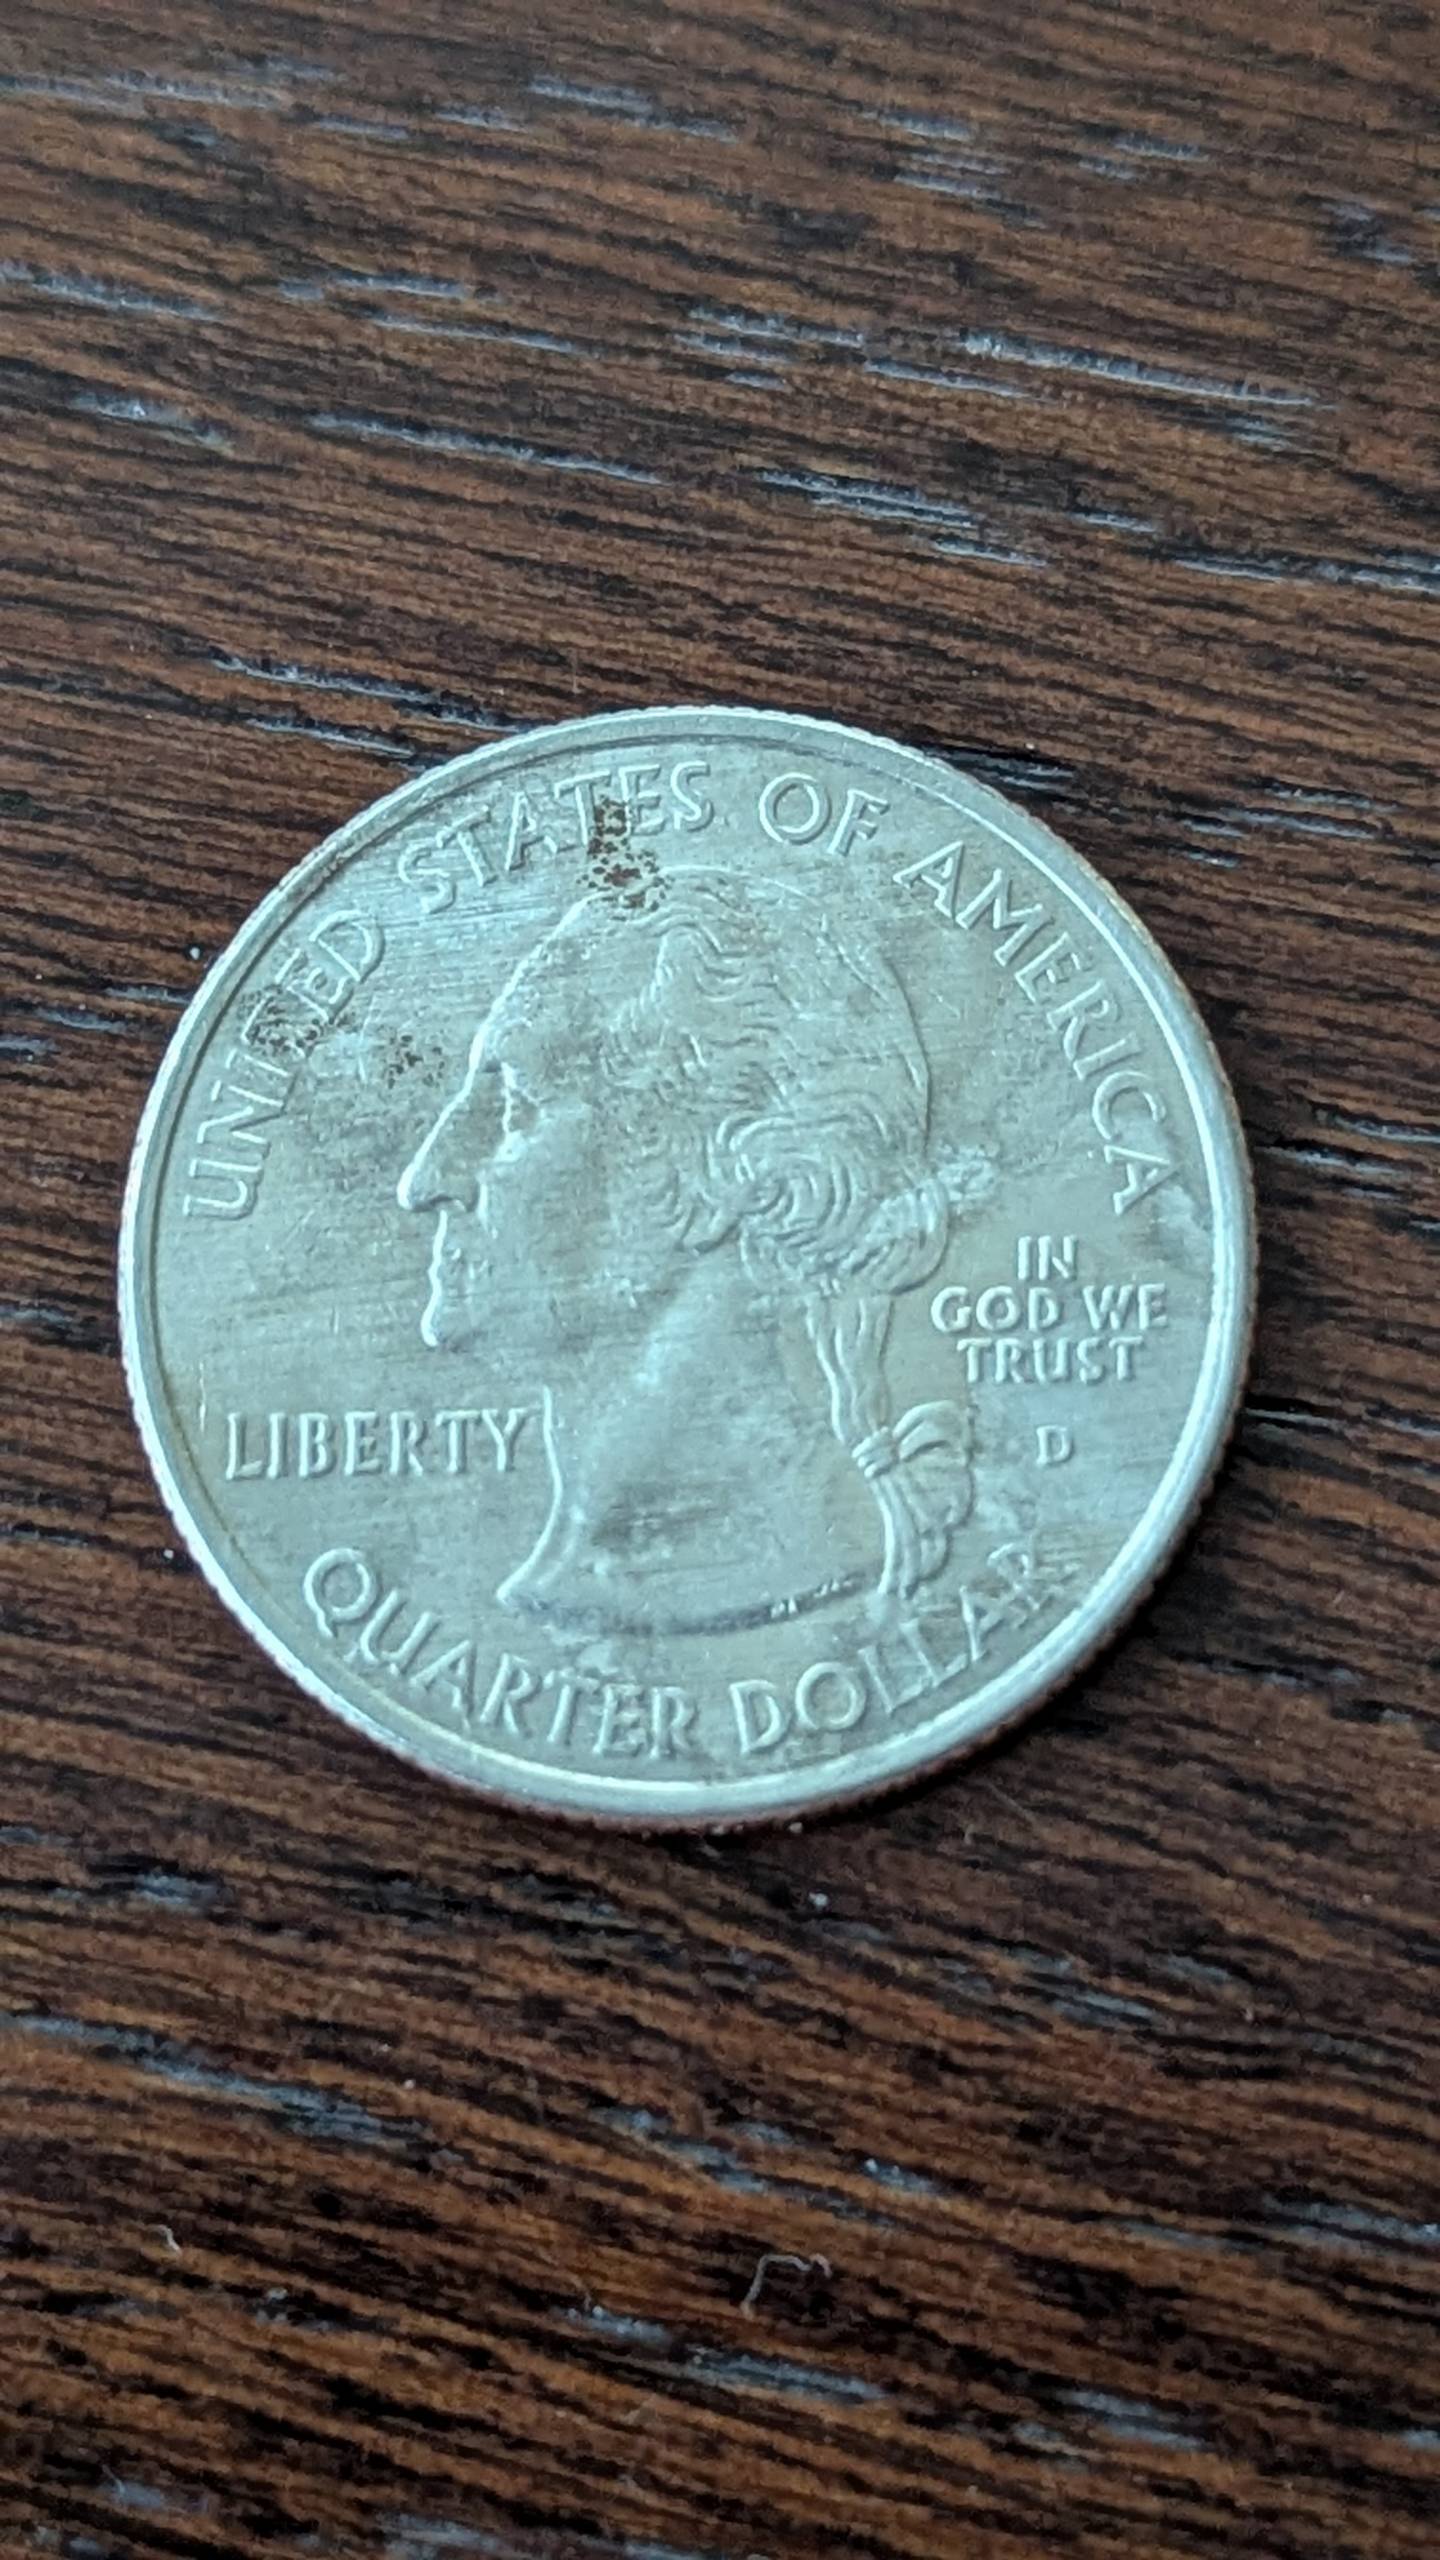 UNITED STATES OF AMERICA
IN
GOD WE
TRUST
LIBERTY
D
QUARTER DOLLAR